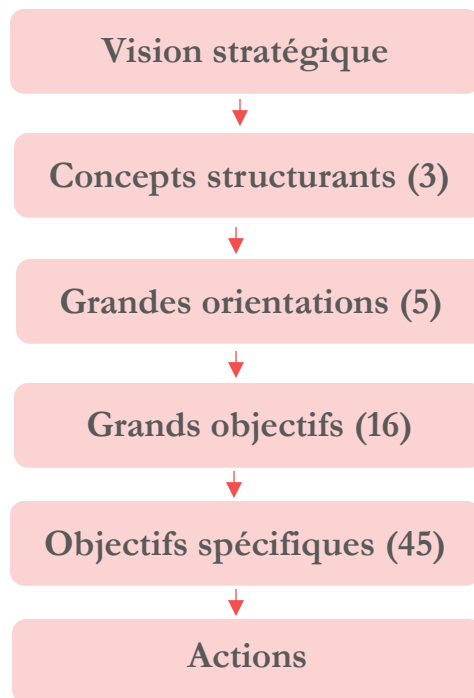 Vision stratégique
Concepts structurants (3)
Grandes orientations (5)
Grands objectifs (16)
Objectifs spécifiques (45)
Actions